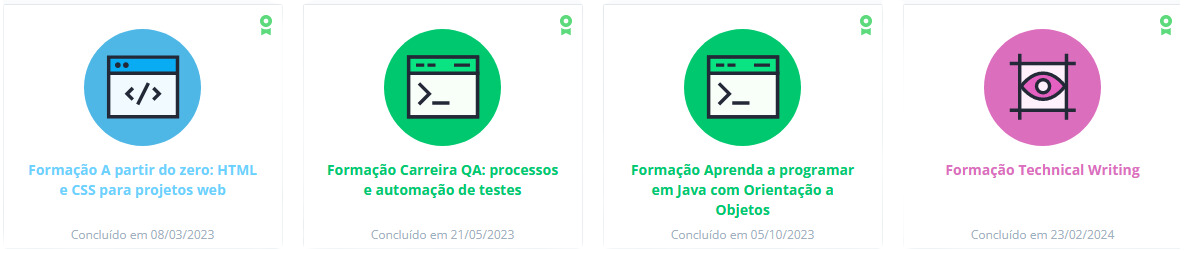 Formação A partir do zero: HTML
e CSS para projetos web
Concluído em 08/03/2023
Formação Carreira QA: processos
e automação de testes
Concluído em 21/05/2023
Formação Aprenda a programar
em Java com Orientação a
Objetos
Concluído em 05/10/2023
Formação Technical Writing
Concluído em 23/02/2024